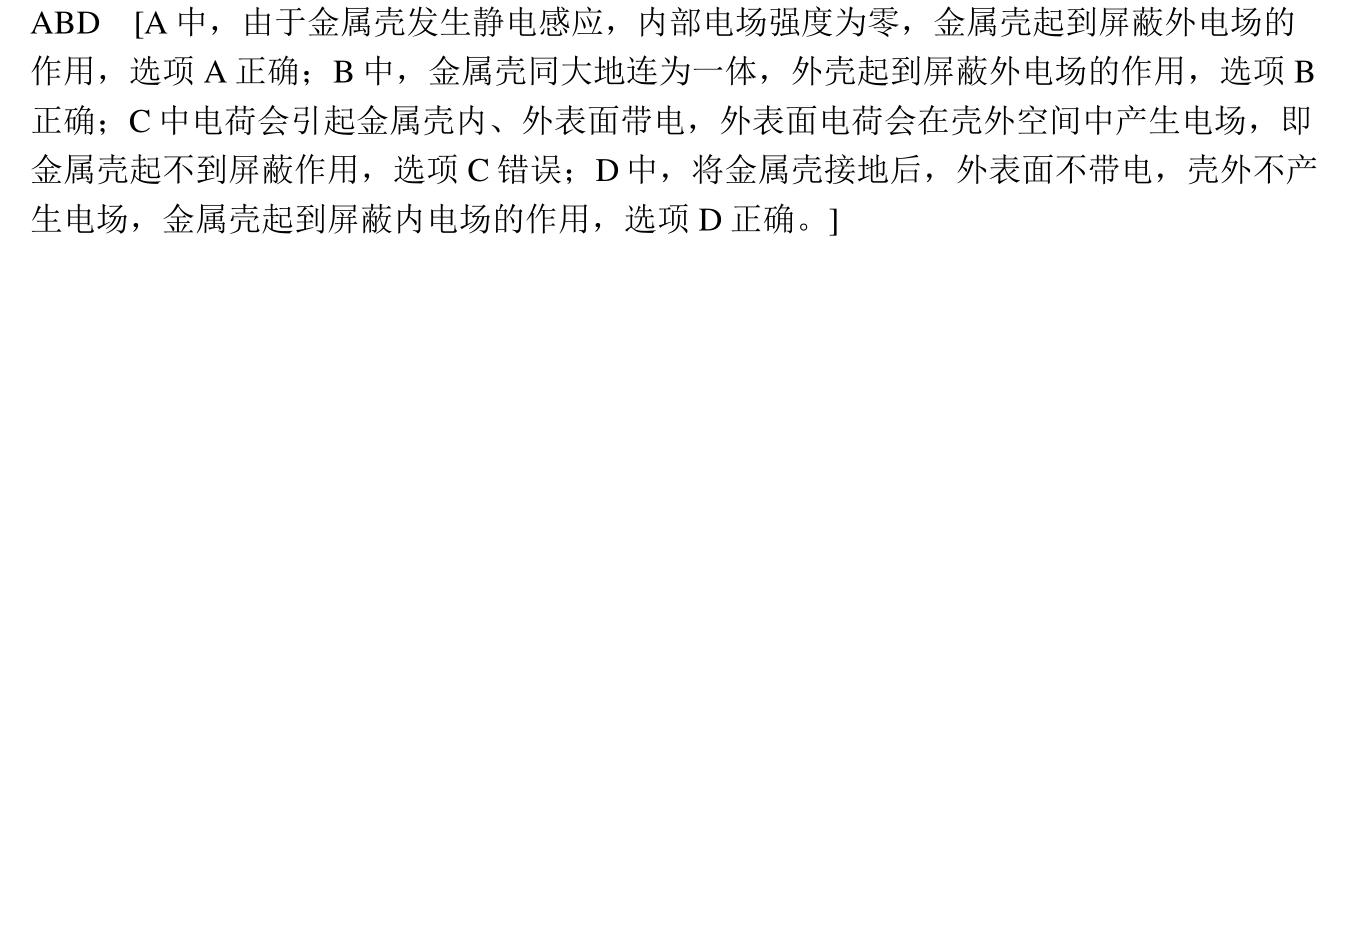 ABD [A 中，由于金属壳发生静电感应，内部电场强度为零，金属壳起到屏蔽外电场的
作用，选项 A 正确；B 中，金属壳同大地连为一体，外壳起到屏蔽外电场的作用，选项 B
正确；C 中电荷会引起金属壳内、外表面带电，外表面电荷会在壳外空间中产生电场，即
金属壳起不到屏蔽作用，选项 C 错误；D 中，将金属壳接地后，外表面不带电，壳外不产
生电场，金属壳起到屏蔽内电场的作用，选项 D 正确。]